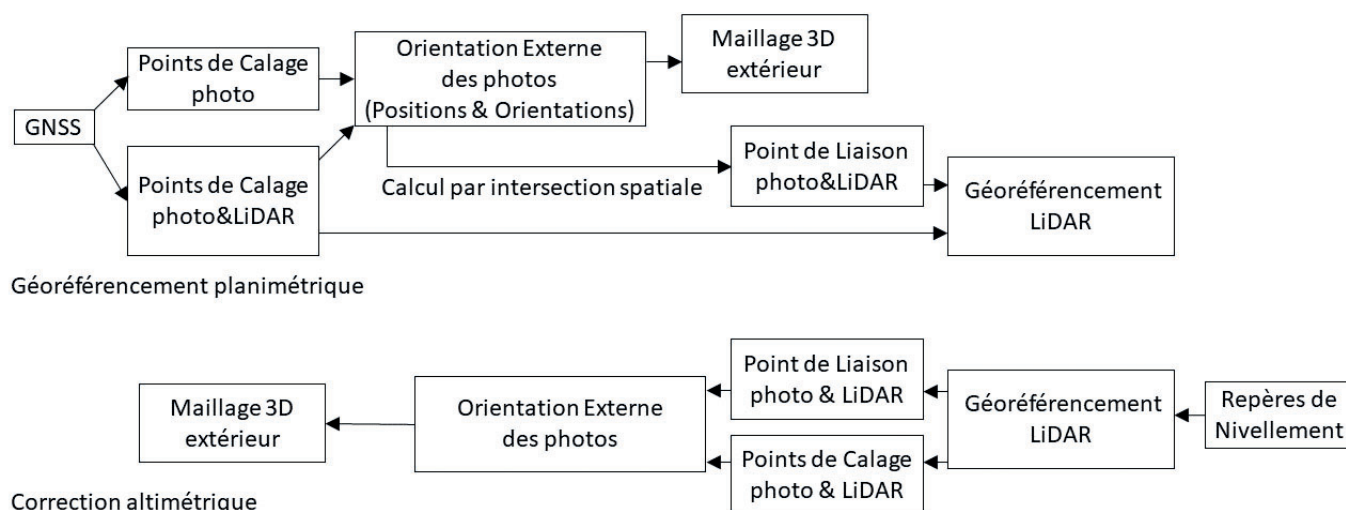 Points de Calage
photo
Orientation Externe
des photos
(Positions & Orientations)
Maillage 3D
extérieur
GNSS
Points de Calage
photo&LiDAR
Calcul par intersection spatiale
Point de Liaison
photo&LiDAR
Géoréférencement
LiDAR
Géoréférencement planimétrique
Maillage 3D
extérieur
Orientation Externe
des photos
Point de Liaison
photo & LiDAR
Points de Calage
photo & LiDAR
Géoréférencement
LiDAR
Repères de
Nivellement
Correction altimétrique